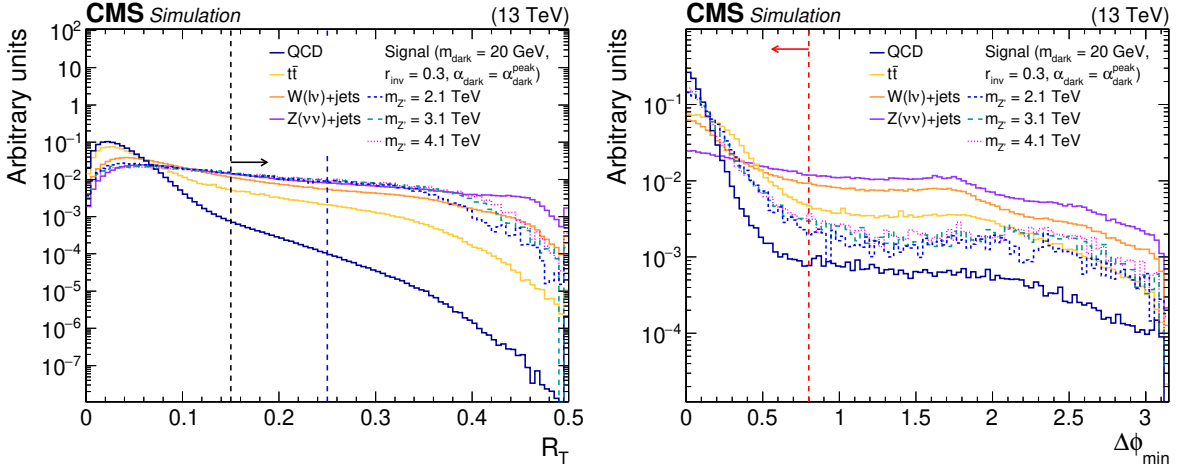 CMS Simulation (13 TeV)
Arbitrary units
10²
10
1
10⁻¹
10⁻²
10⁻³
10⁻⁴
10⁻⁵
10⁻⁶
10⁻⁷
QCD
tt̄
W(lν)+jets
Z(νν)+jets
Signal (m_dark = 20 GeV,
r_inv = 0.3, α_dark = α_dark^peak)
m_Z' = 2.1 TeV
m_Z' = 3.1 TeV
m_Z' = 4.1 TeV
0 0.1 0.2 0.3 0.4 0.5
R_T
CMS Simulation (13 TeV)
Arbitrary units
10⁻¹
10⁻²
10⁻³
10⁻⁴
QCD
tt̄
W(lν)+jets
Z(νν)+jets
Signal (m_dark = 20 GeV,
r_inv = 0.3, α_dark = α_dark^peak)
m_Z' = 2.1 TeV
m_Z' = 3.1 TeV
m_Z' = 4.1 TeV
0 0.5 1 1.5 2 2.5 3
Δϕ_min